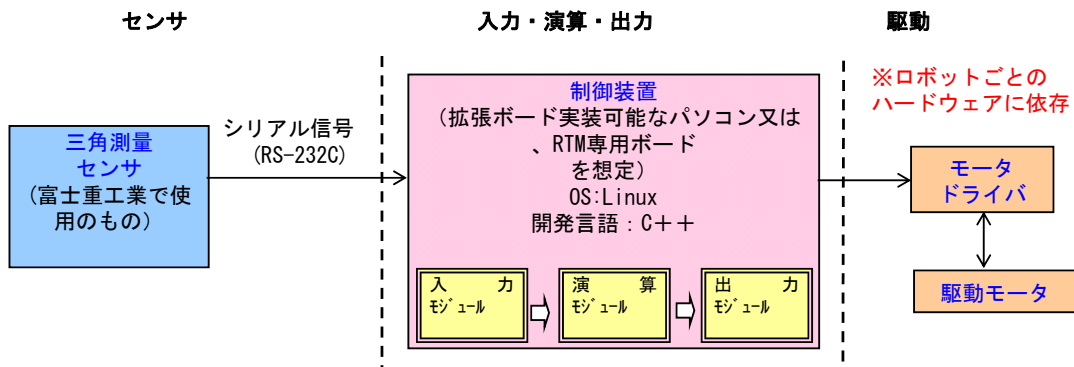 センサ
入力・演算・出力
駆動
三角測量
センサ
(富士重工業で使
用のもの)
シリアル信号
(RS-232C)
制御装置
(拡張ボード実装可能なパソコン又は
、RTM専用ボード
を想定)
OS:Linux
開発言語:C++
入 力
ﾓｼﾞｭｰﾙ
演 算
ﾓｼﾞｭｰﾙ
出 力
ﾓｼﾞｭｰﾙ
※ロボットごとの
ハードウェアに依存
モータ
ドライバ
駆動モータ